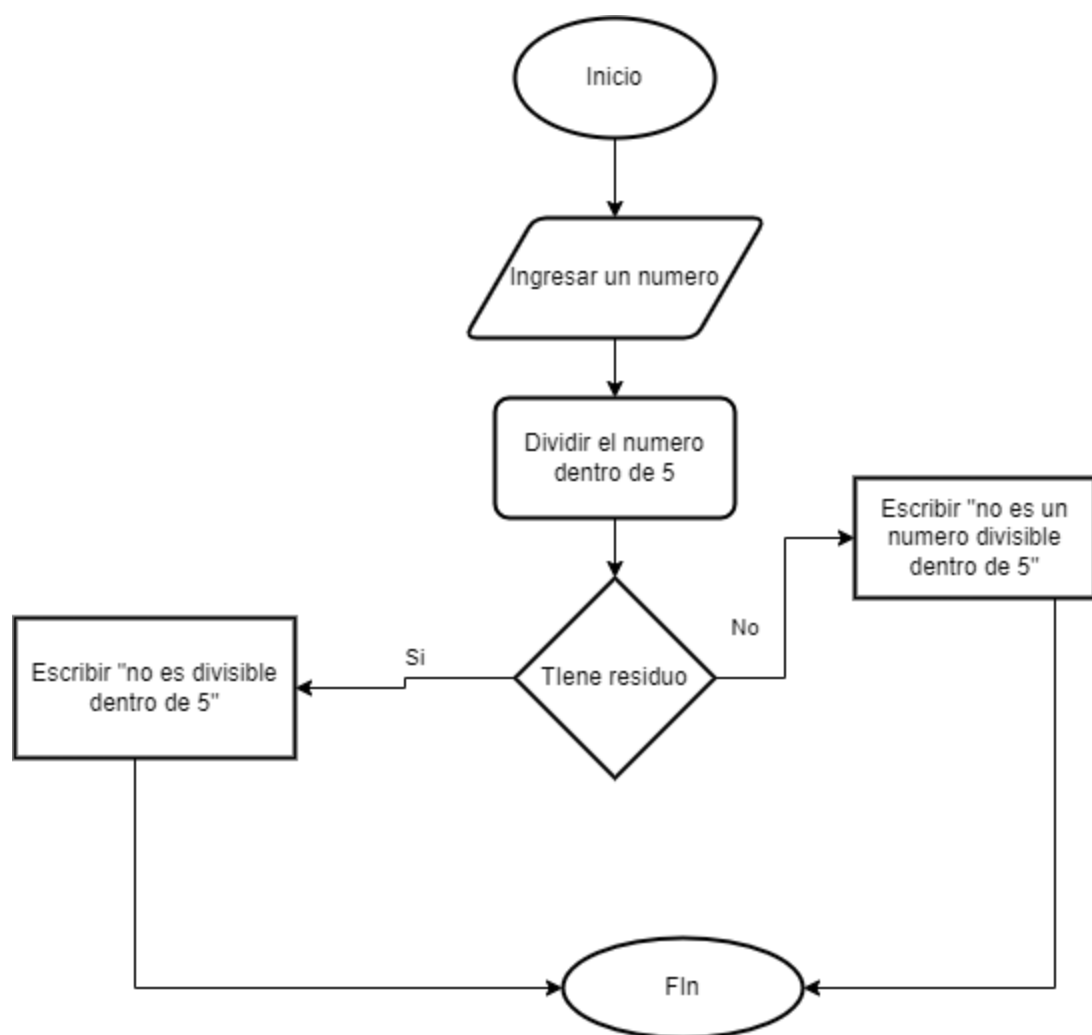 Inicio
Ingresar un numero
Dividir el numero
dentro de 5
Escribir "no es un
numero divisible
dentro de 5"
No
Si
TIene residuo
Escribir "no es divisible
dentro de 5"
FIn